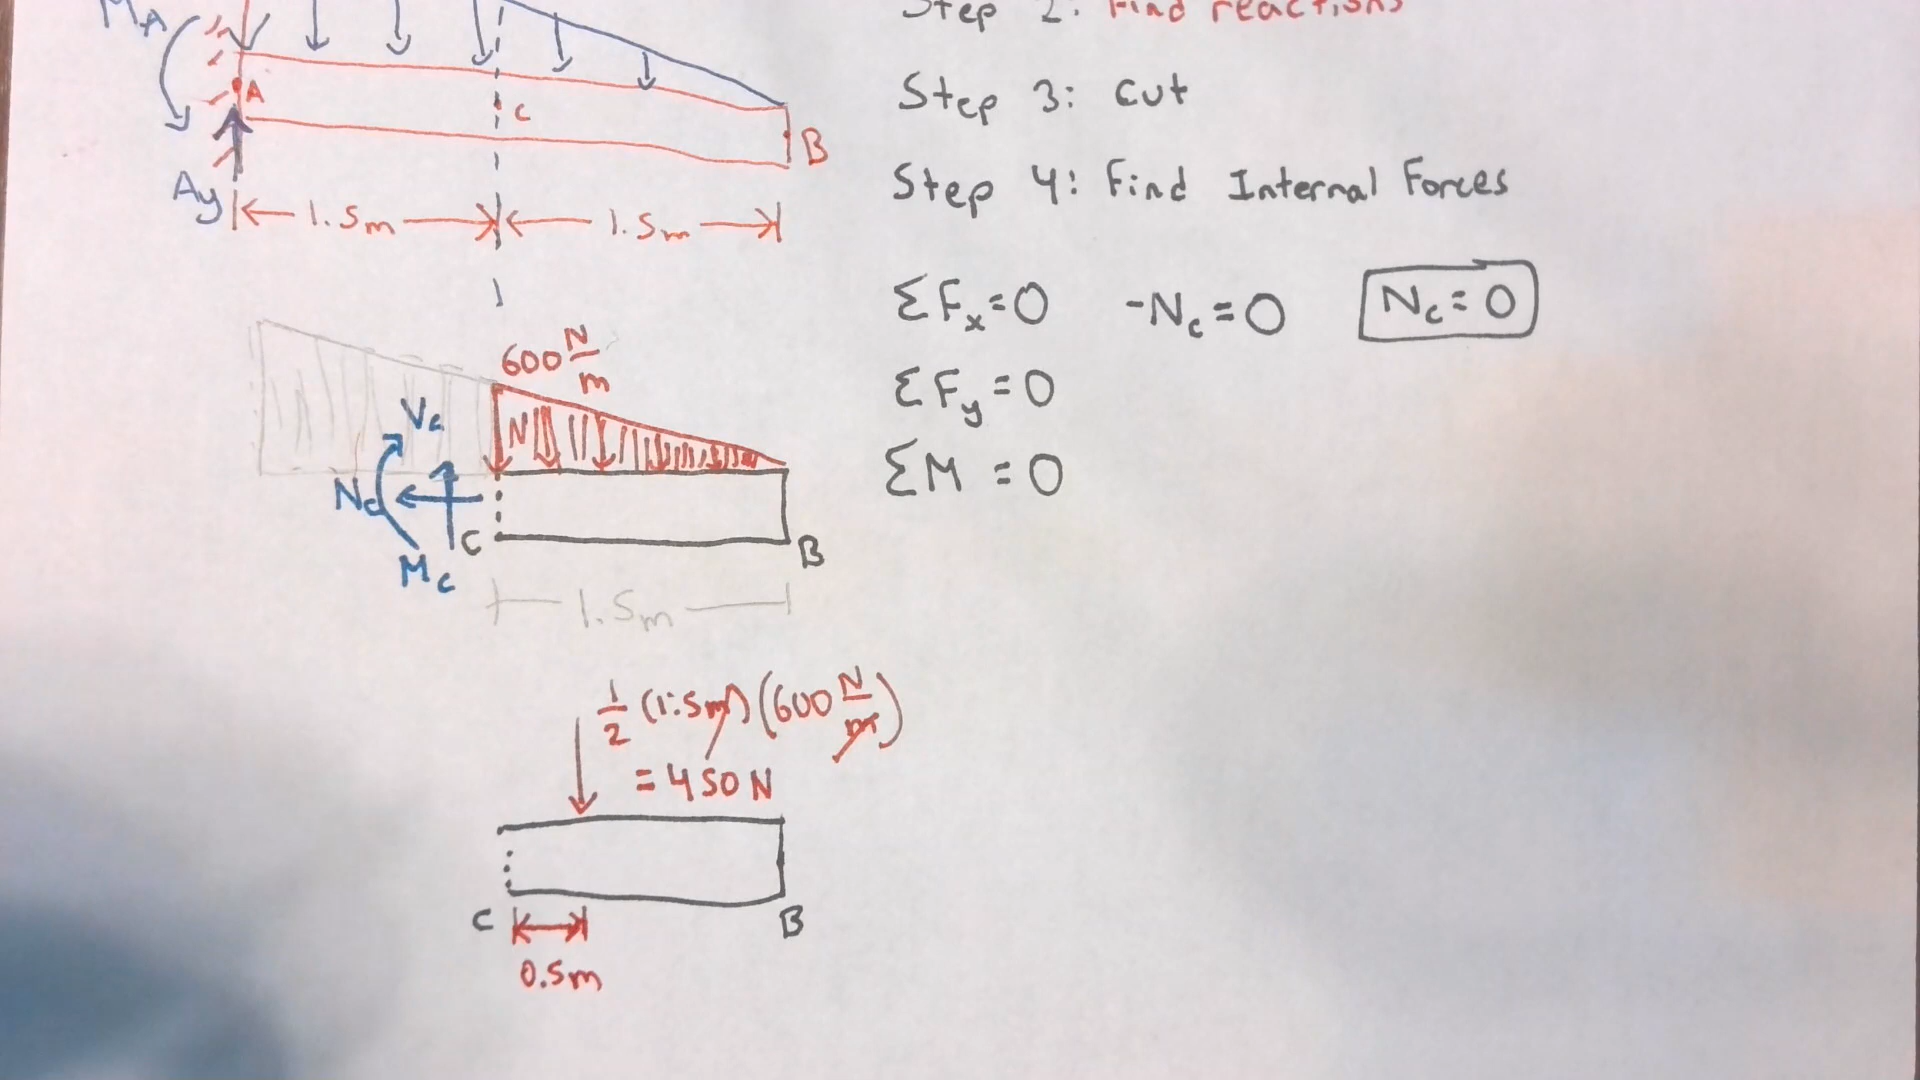 MA
Step 2: Find reactions
A
C
B
Ay
1.5m
1.5m
Step 3: cut
Step 4: Find Internal Forces
ΣFx=0 -Nc=0 Nc=0
ΣFy=0
ΣM=0
600 N/m
Vc
Nc
Mc
C
B
1.5m
1/2 (1.5m)(600 N/m)
= 450N
C
B
0.5m